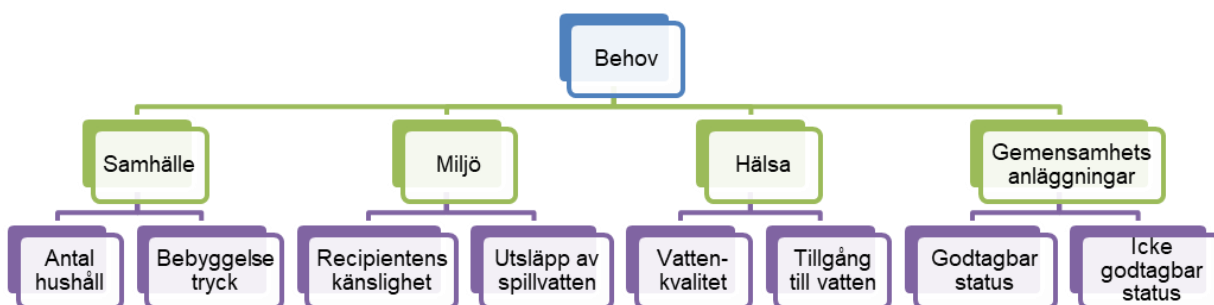 Behov
Samhälle
Miljö
Hälsa
Gemensamhets
anläggningar
Antal
hushåll
Bebyggelse
tryck
Recipientens
känslighet
Utsläpp av
spillvatten
Vatten-
kvalitet
Tillgång
till vatten
Godtagbar
status
Icke
godtagbar
status